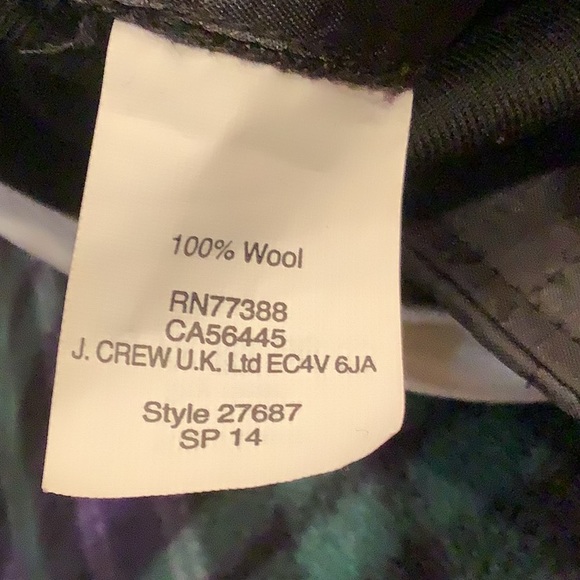 100% Wool
RN77388
CA56445
J. CREW U.K. Ltd EC4V 6JA
Style 27687
SP 14